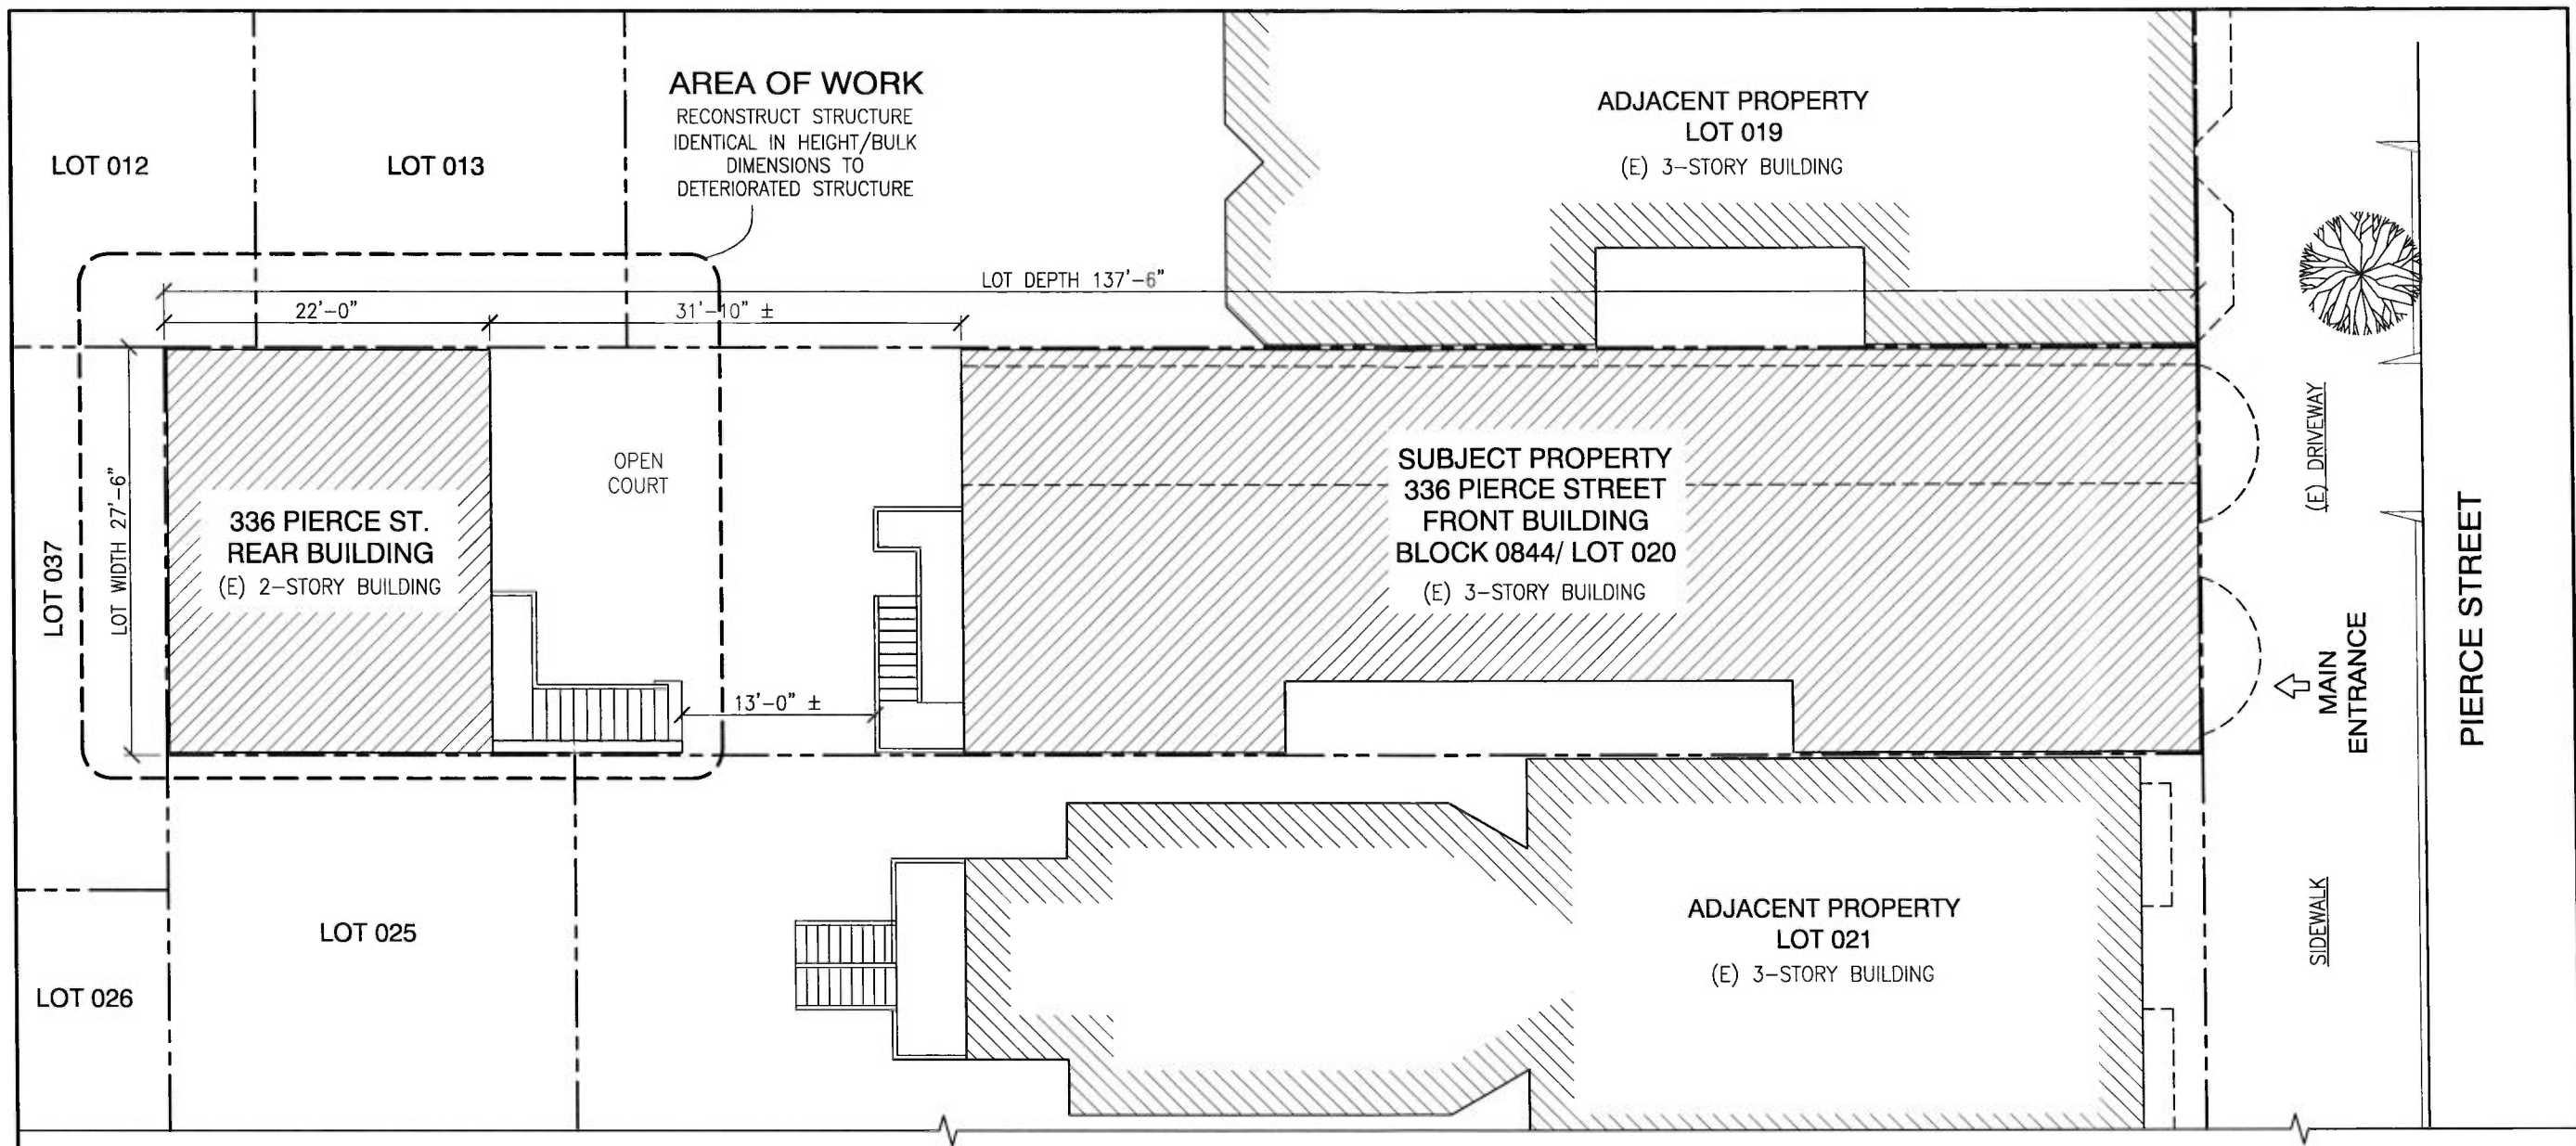 AREA OF WORK
RECONSTRUCT STRUCTURE
IDENTICAL IN HEIGHT/BULK
DIMENSIONS TO
DETERIORATED STRUCTURE
LOT 012
LOT 013
ADJACENT PROPERTY
LOT 019
(E) 3-STORY BUILDING
LOT DEPTH 137'-6"
22'-0"
31'-10" ±
LOT 037
LOT WIDTH 27'-6"
336 PIERCE ST.
REAR BUILDING
(E) 2-STORY BUILDING
OPEN
COURT
13'-0" ±
SUBJECT PROPERTY
336 PIERCE STREET
FRONT BUILDING
BLOCK 0844/ LOT 020
(E) 3-STORY BUILDING
(E) DRIVEWAY
MAIN
ENTRANCE
PIERCE STREET
LOT 025
LOT 026
ADJACENT PROPERTY
LOT 021
(E) 3-STORY BUILDING
SIDEWALK